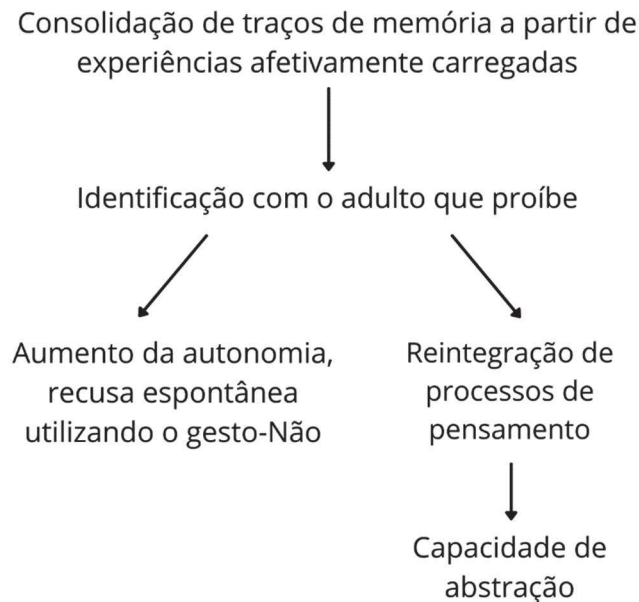 Consolidação de traços de memória a partir de
experiências afetivamente carregadas
Identificação com o adulto que proíbe
Aumento da autonomia,
recusa espontânea
utilizando o gesto-Não
Reintegração de
processos de
pensamento
Capacidade de
abstração